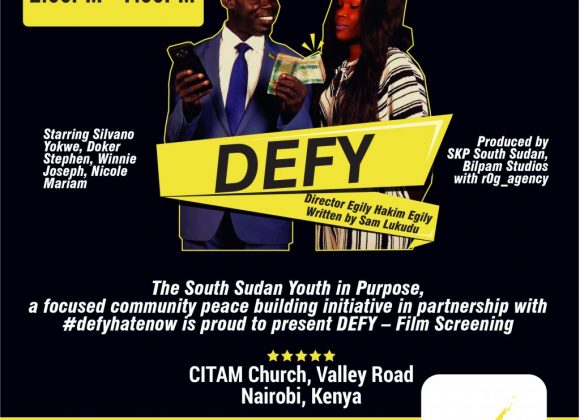 Starring Silvano
Yokwe, Doker
Stephen, Winnie
Joseph, Nicole
Mariam
DEFY
Director Egily Hakim Egily
Written by Sam Lukudu
Produced by
SKP South Sudan,
Bilpam Studios
with r0g_agency
The South Sudan Youth in Purpose,
a focused community peace building initiative in partnership with
#defyhatenow is proud to present DEFY – Film Screening
CITAM Church, Valley Road
Nairobi, Kenya